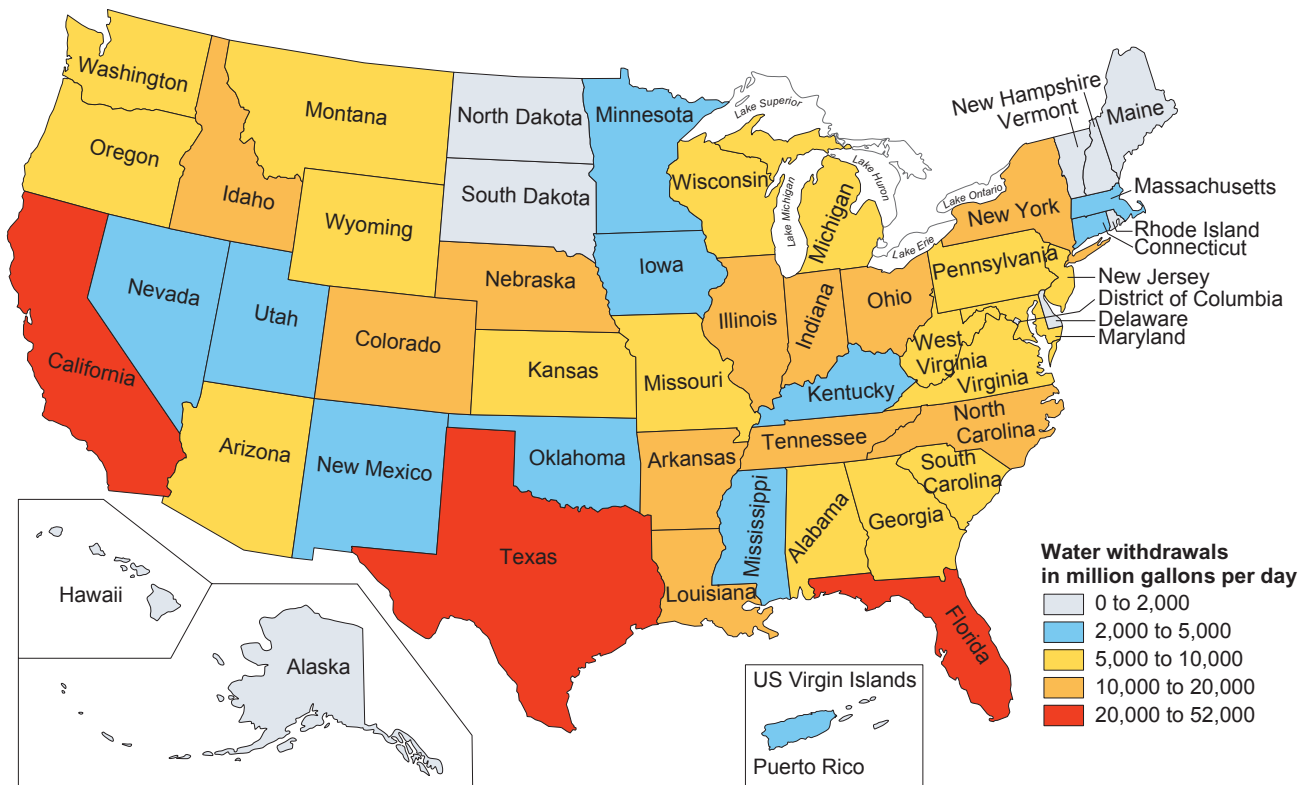 Washington
Montana
North Dakota
Minnesota
Lake Superior
New Hampshire
Vermont
Maine
Oregon
Idaho
South Dakota
Wisconsin
Lake Michigan
Michigan
Lake Huron
Lake Ontario
Lake Erie
New York
Massachusetts
Rhode Island
Connecticut
Wyoming
Nebraska
Iowa
Pennsylvania
New Jersey
District of Columbia
Delaware
Maryland
Nevada
Utah
Colorado
Illinois
Indiana
Ohio
California
Kansas
Missouri
West
Virginia
Virginia
Kentucky
Arizona
New Mexico
Oklahoma
Arkansas
Tennessee
North
Carolina
South
Carolina
Texas
Mississippi
Alabama
Georgia
Louisiana
Florida
Hawaii
Alaska
US Virgin Islands
Puerto Rico
Water withdrawals
in million gallons per day
0 to 2,000
2,000 to 5,000
5,000 to 10,000
10,000 to 20,000
20,000 to 52,000